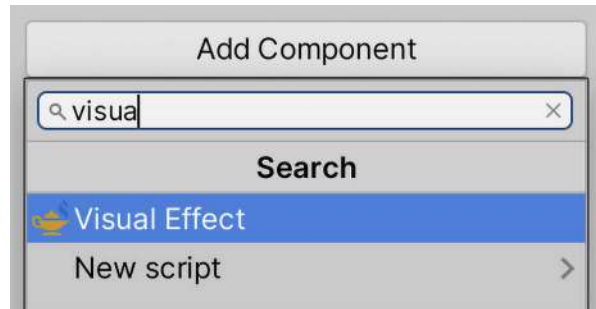 Add Component
visua
Search
Visual Effect
New script